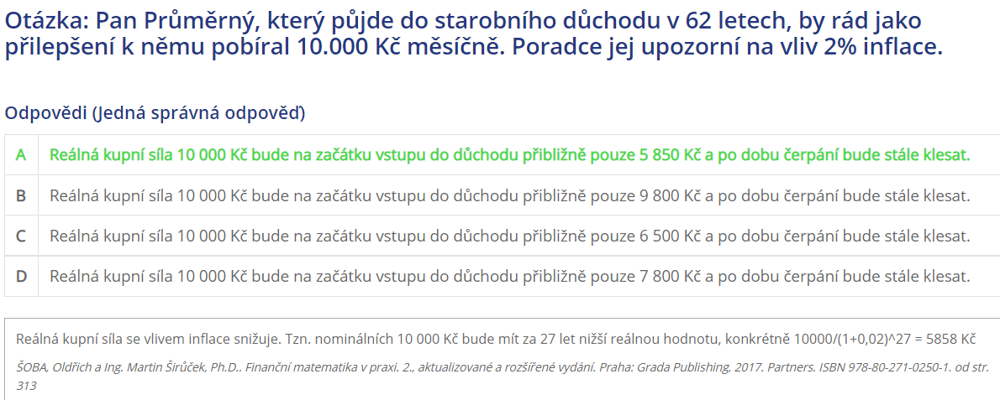 Otázka: Pan Průměrný, který půjde do starobního důchodu v 62 letech, by rád jako
přilepšení k němu pobíral 10.000 Kč měsíčně. Poradce jej upozorní na vliv 2% inflace.
Odpovědi (Jedná správná odpověď)
A Reálná kupní síla 10 000 Kč bude na začátku vstupu do důchodu přibližně pouze 5 850 Kč a po dobu čerpání bude stále klesat.
B Reálná kupní síla 10 000 Kč bude na začátku vstupu do důchodu přibližně pouze 9 800 Kč a po dobu čerpání bude stále klesat.
C Reálná kupní síla 10 000 Kč bude na začátku vstupu do důchodu přibližně pouze 6 500 Kč a po dobu čerpání bude stále klesat.
D Reálná kupní síla 10 000 Kč bude na začátku vstupu do důchodu přibližně pouze 7 800 Kč a po dobu čerpání bude stále klesat.
Reálná kupní síla se vlivem inflace snižuje. Tzn. nominálních 10 000 Kč bude mít za 27 let nižší reálnou hodnotu, konkrétně 10000/(1+0,02)^27 = 5858 Kč
ŠOBA, Oldřich a Ing. Martin Širůček, Ph.D.. Finanční matematika v praxi. 2., aktualizované a rozšířené vydání. Praha: Grada Publishing, 2017. Partners. ISBN 978-80-271-0250-1. od str.
313